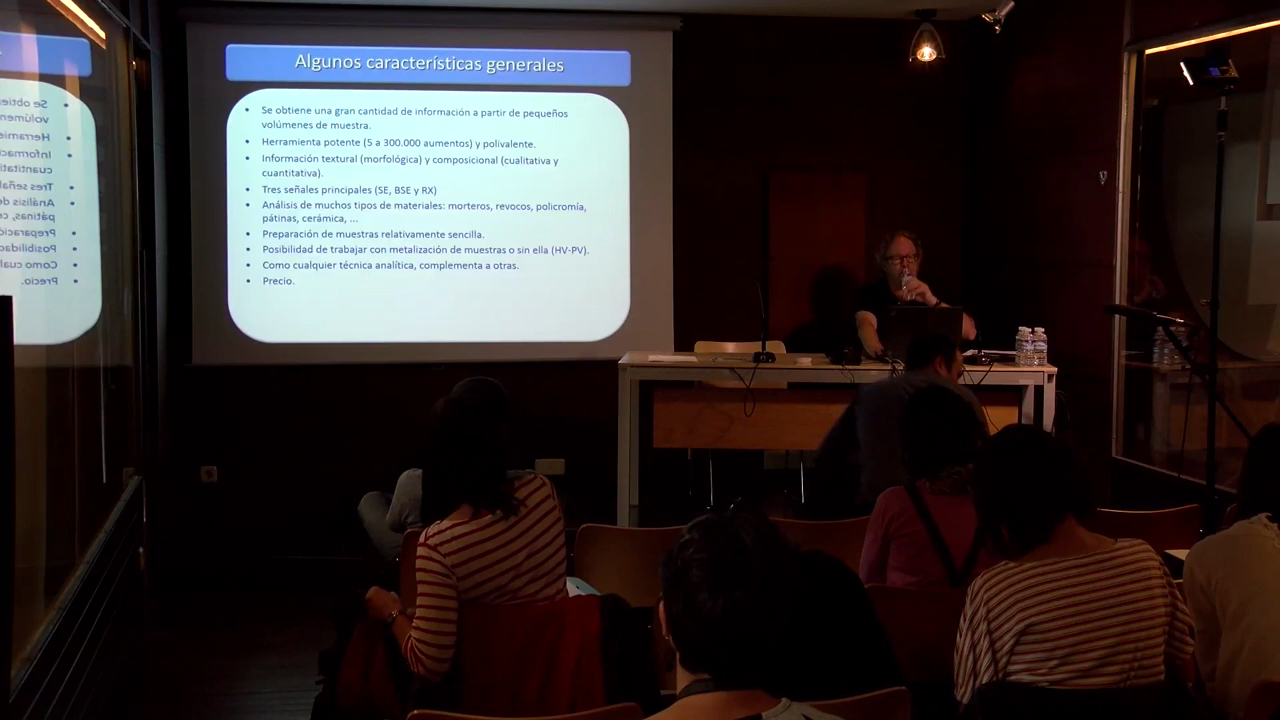 Algunos característicás generales
• Se obtiene una gran cantidad de información a partir de pequeños
volúmenes de muestra.
• Herramienta potente (5 a 300.000 aumentos) y polivalente.
• Información textural (morfológica) y composicional (cualitativa y
cuantitativa).
• Tres señales principales (SE, BSE y RX)
• Análisis de muchos tipos de materiales: morteros, revocos, policromía,
pátinas, cerámica, ...
• Preparación de muestras relativamente sencilla.
• Posibilidad de trabajar con metalización de muestras o sin ella (HV-PV).
• Como cualquier técnica analítica, complementa a otras.
• Precio.